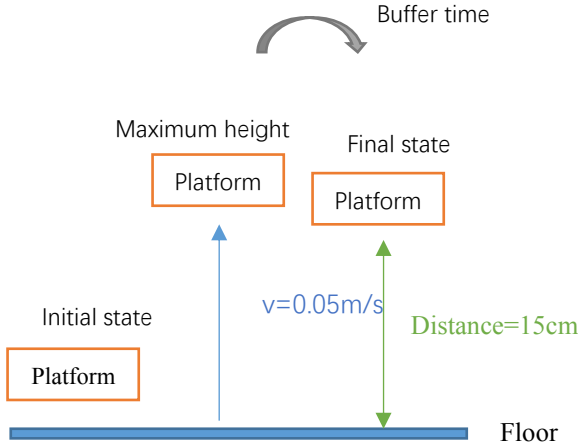 Buffer time
Maximum height
Final state
Platform
Platform
v=0.05m/s
Distance=15cm
Initial state
Platform
Floor